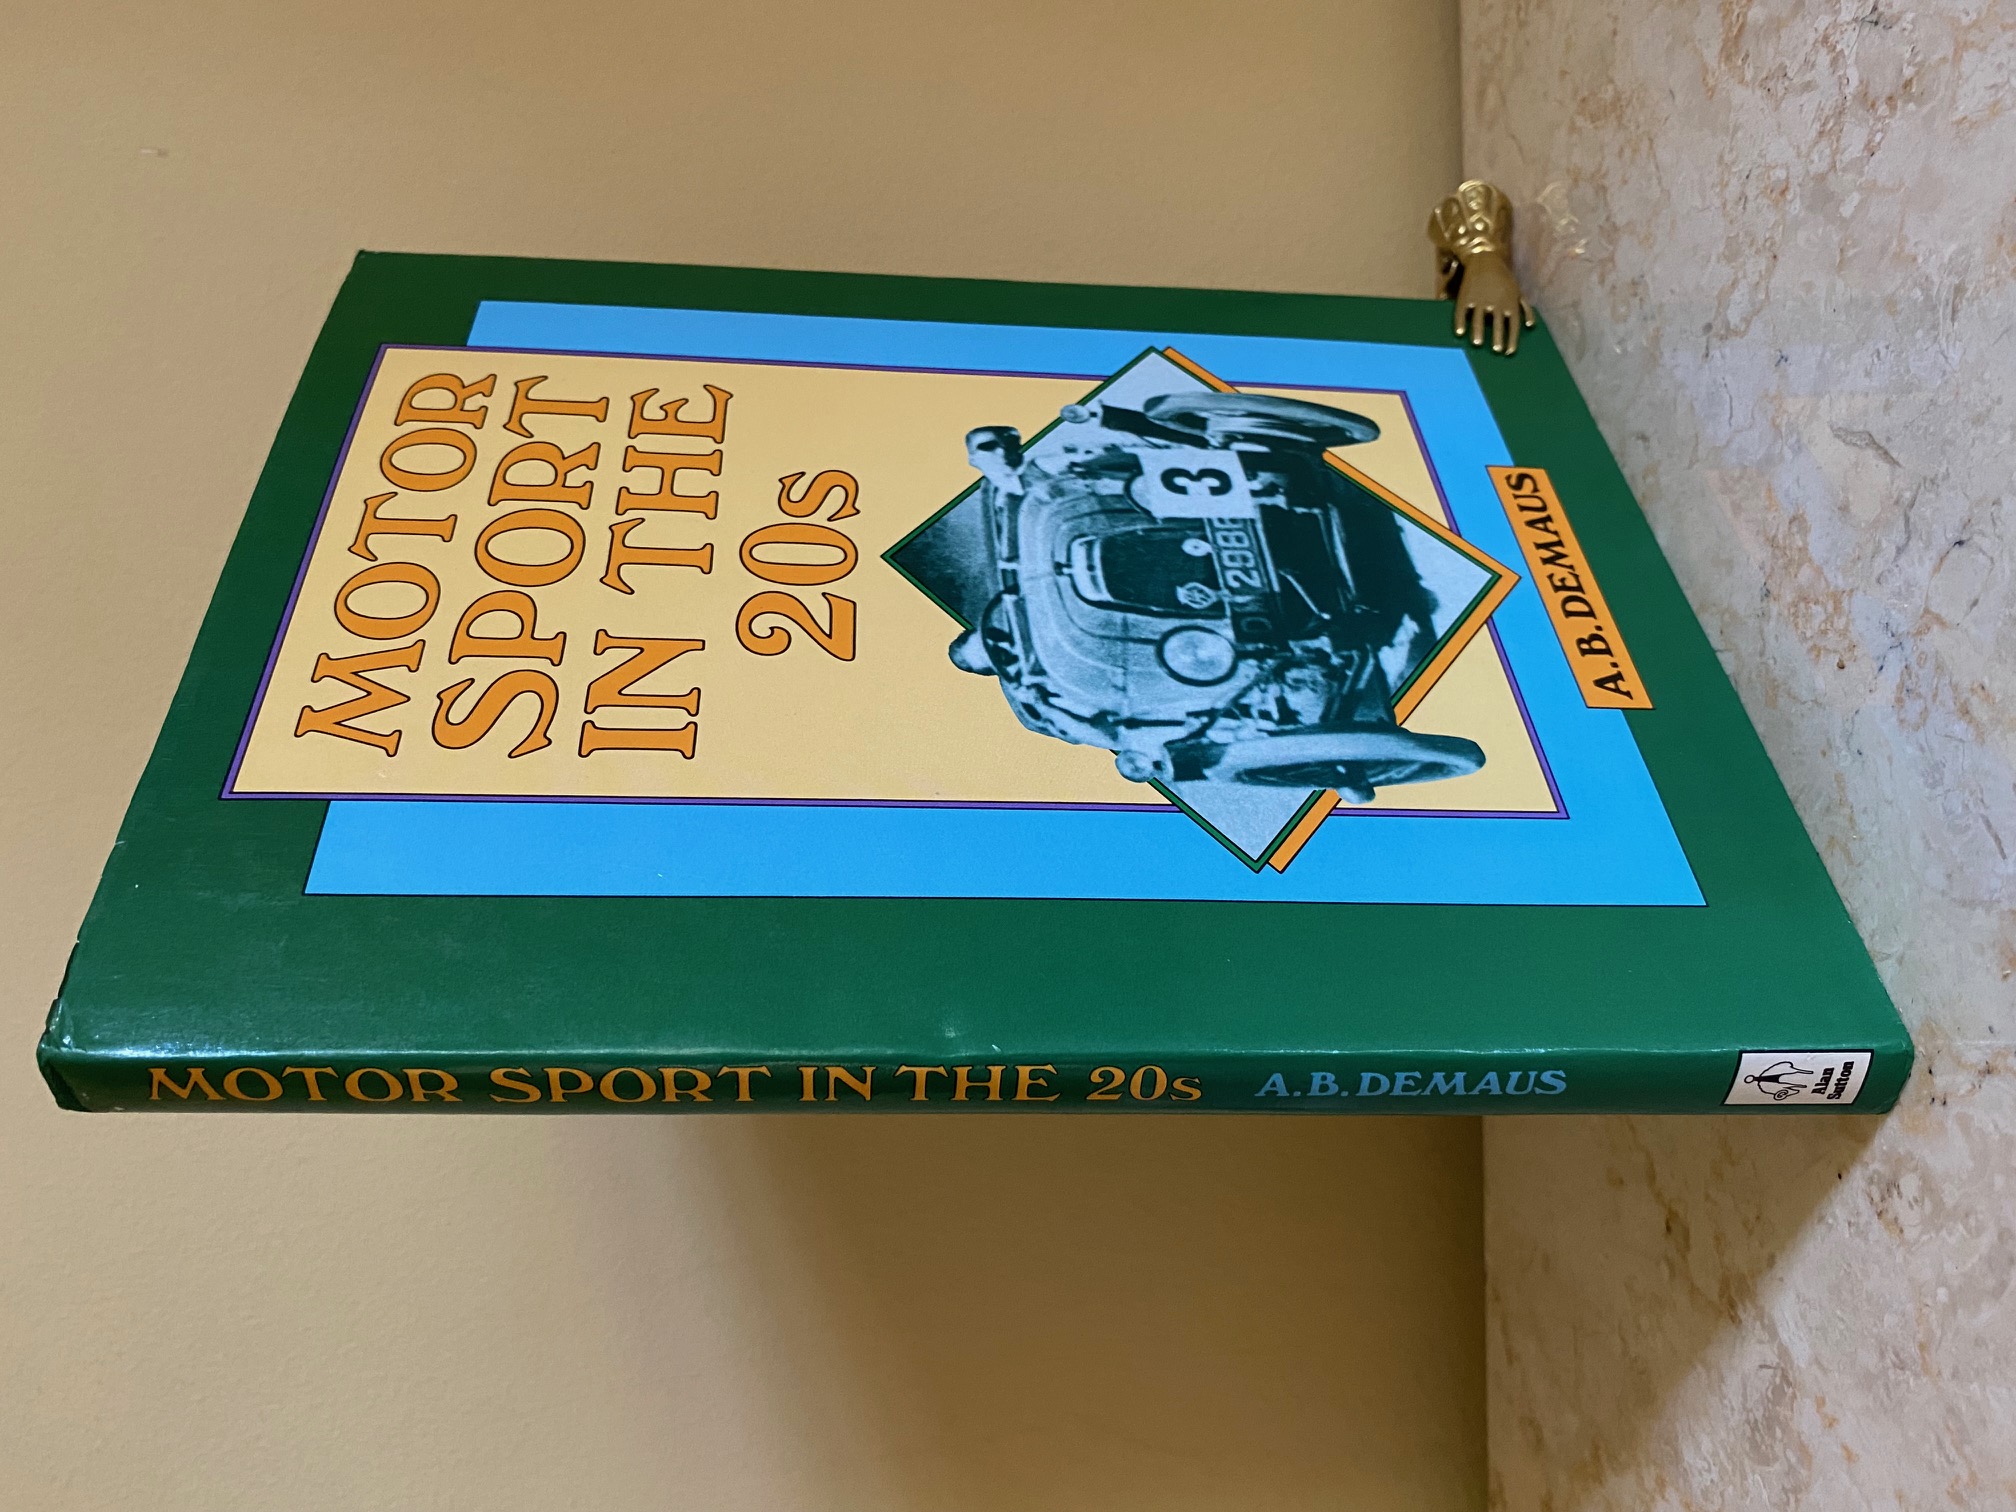 MOTOR
SPORT
IN THE
20s
3
A.B. DEMAUS
MOTOR SPORT IN THE 20s A.B. DEMAUS
Alan
Sutton